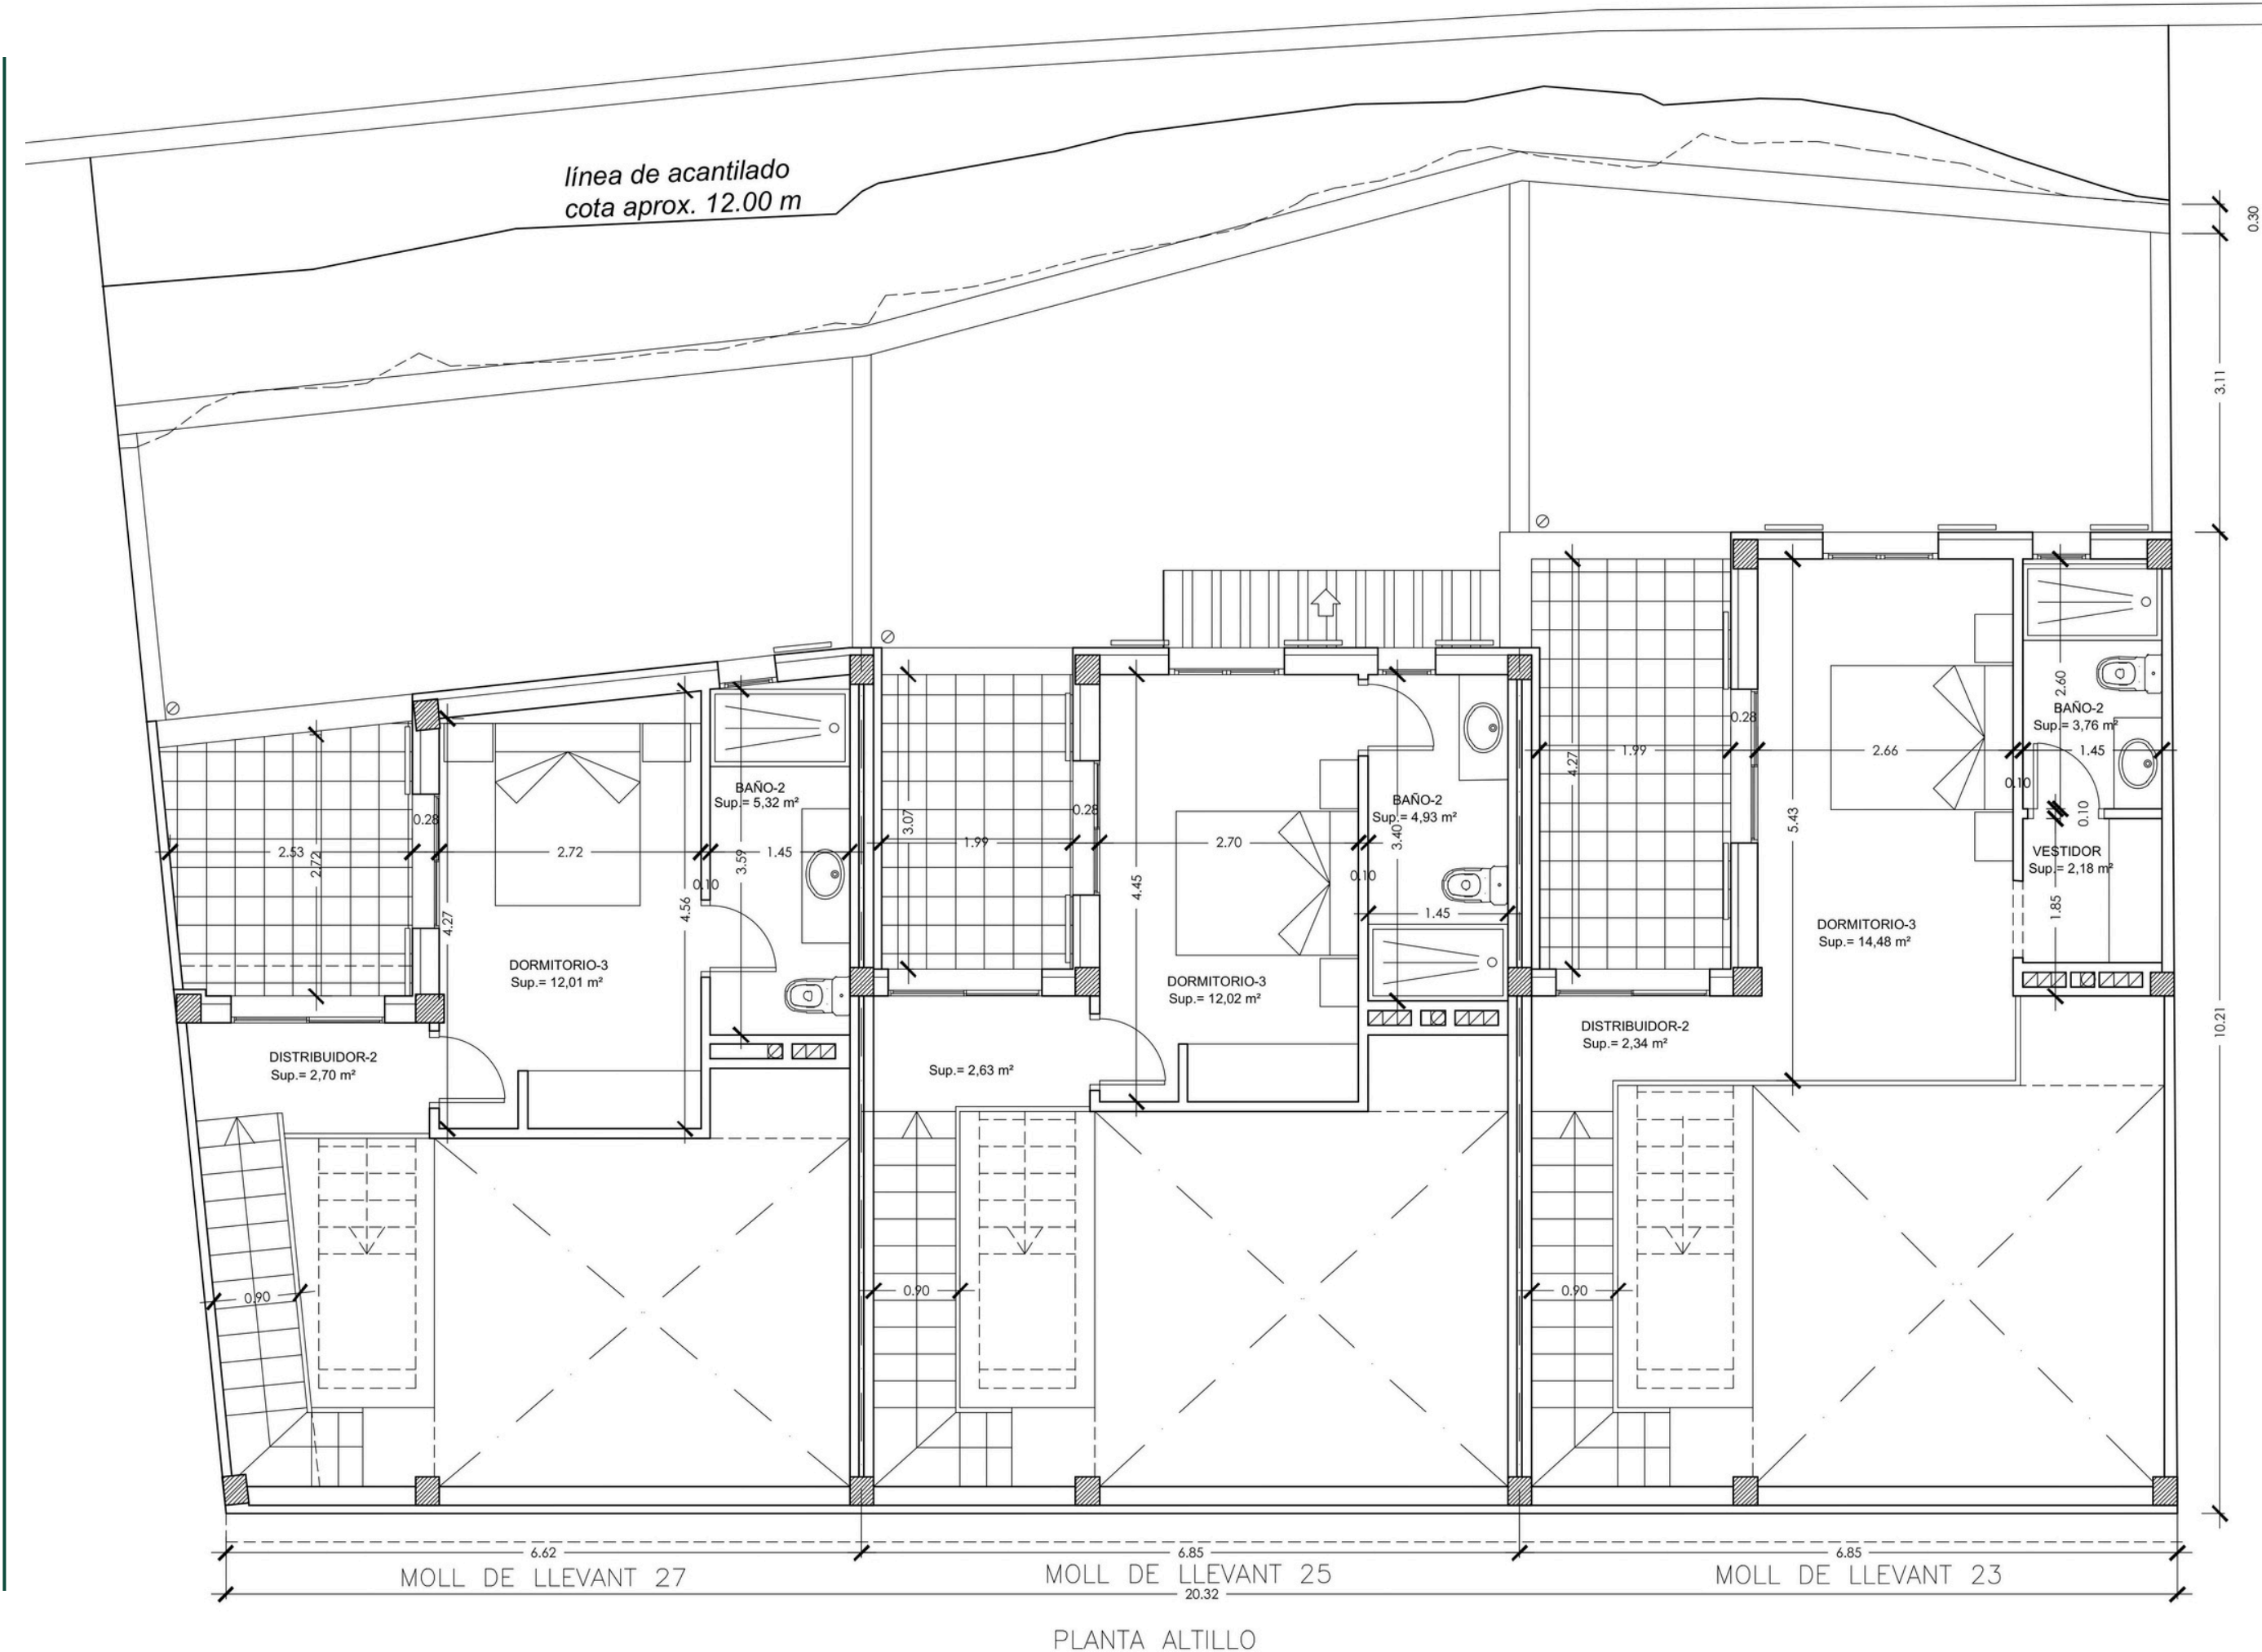 línea de acantilado
cota aprox. 12.00 m
0.30
3.11
10.21
2.53
2.72
0.28
2.72
4.27
4.56
0.10
3.59
1.45
BAÑO-2
Sup.= 5,32 m²
DORMITORIO-3
Sup.= 12,01 m²
DISTRIBUIDOR-2
Sup.= 2,70 m²
0.90
3.07
1.99
0.28
2.70
4.45
0.10
3.40
1.45
BAÑO-2
Sup.= 4,93 m²
DORMITORIO-3
Sup.= 12,02 m²
Sup.= 2,63 m²
0.90
4.27
1.99
0.28
2.66
5.43
0.10
2.60
BAÑO-2
Sup.= 3,76 m²
1.45
0.10
VESTIDOR
Sup.= 2,18 m²
1.85
DORMITORIO-3
Sup.= 14,48 m²
DISTRIBUIDOR-2
Sup.= 2,34 m²
0.90
6.62
6.85
6.85
MOLL DE LLEVANT 27
MOLL DE LLEVANT 25
MOLL DE LLEVANT 23
20.32
PLANTA ALTILLO